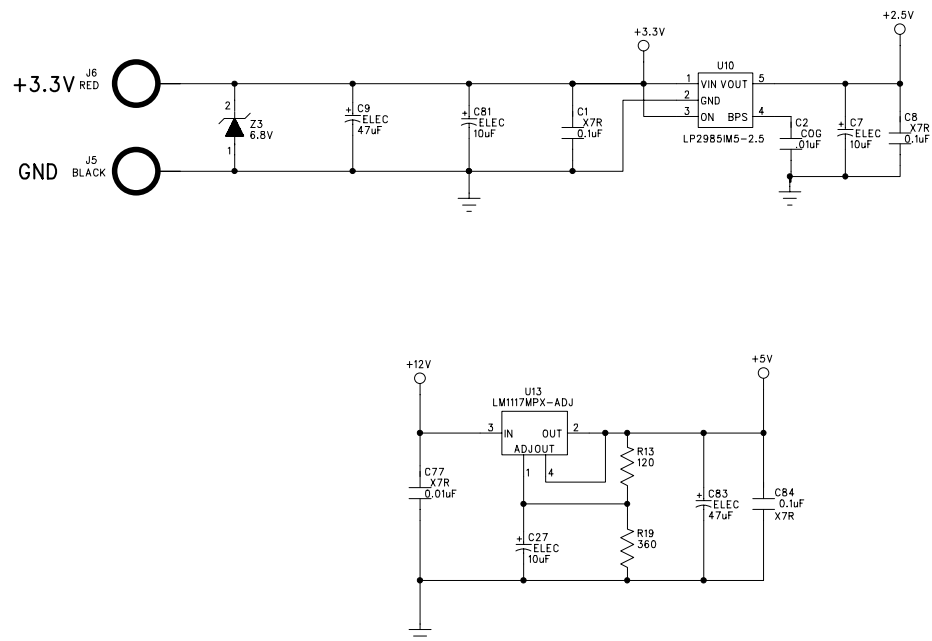 +2.5V
+3.3V
J6
+3.3V RED
U10
1 VIN VOUT 5
2 GND
3 ON BPS 4
LP2985IM5-2.5
2
Z3
6.8V
1
C9
+ ELEC
47uF
C81
+ ELEC
10uF
C1
X7R
0.1uF
C2
COG
.01uF
C7
+ ELEC
10uF
C8
X7R
0.1uF
J5
GND BLACK
+12V
+5V
U13
LM1117MPX-ADJ
3 IN OUT 2
ADJOUT
1 4
R13
120
C77
X7R
0.01uF
C83
+ ELEC
47uF
C84
0.1uF
X7R
C27
+ ELEC
10uF
R19
360